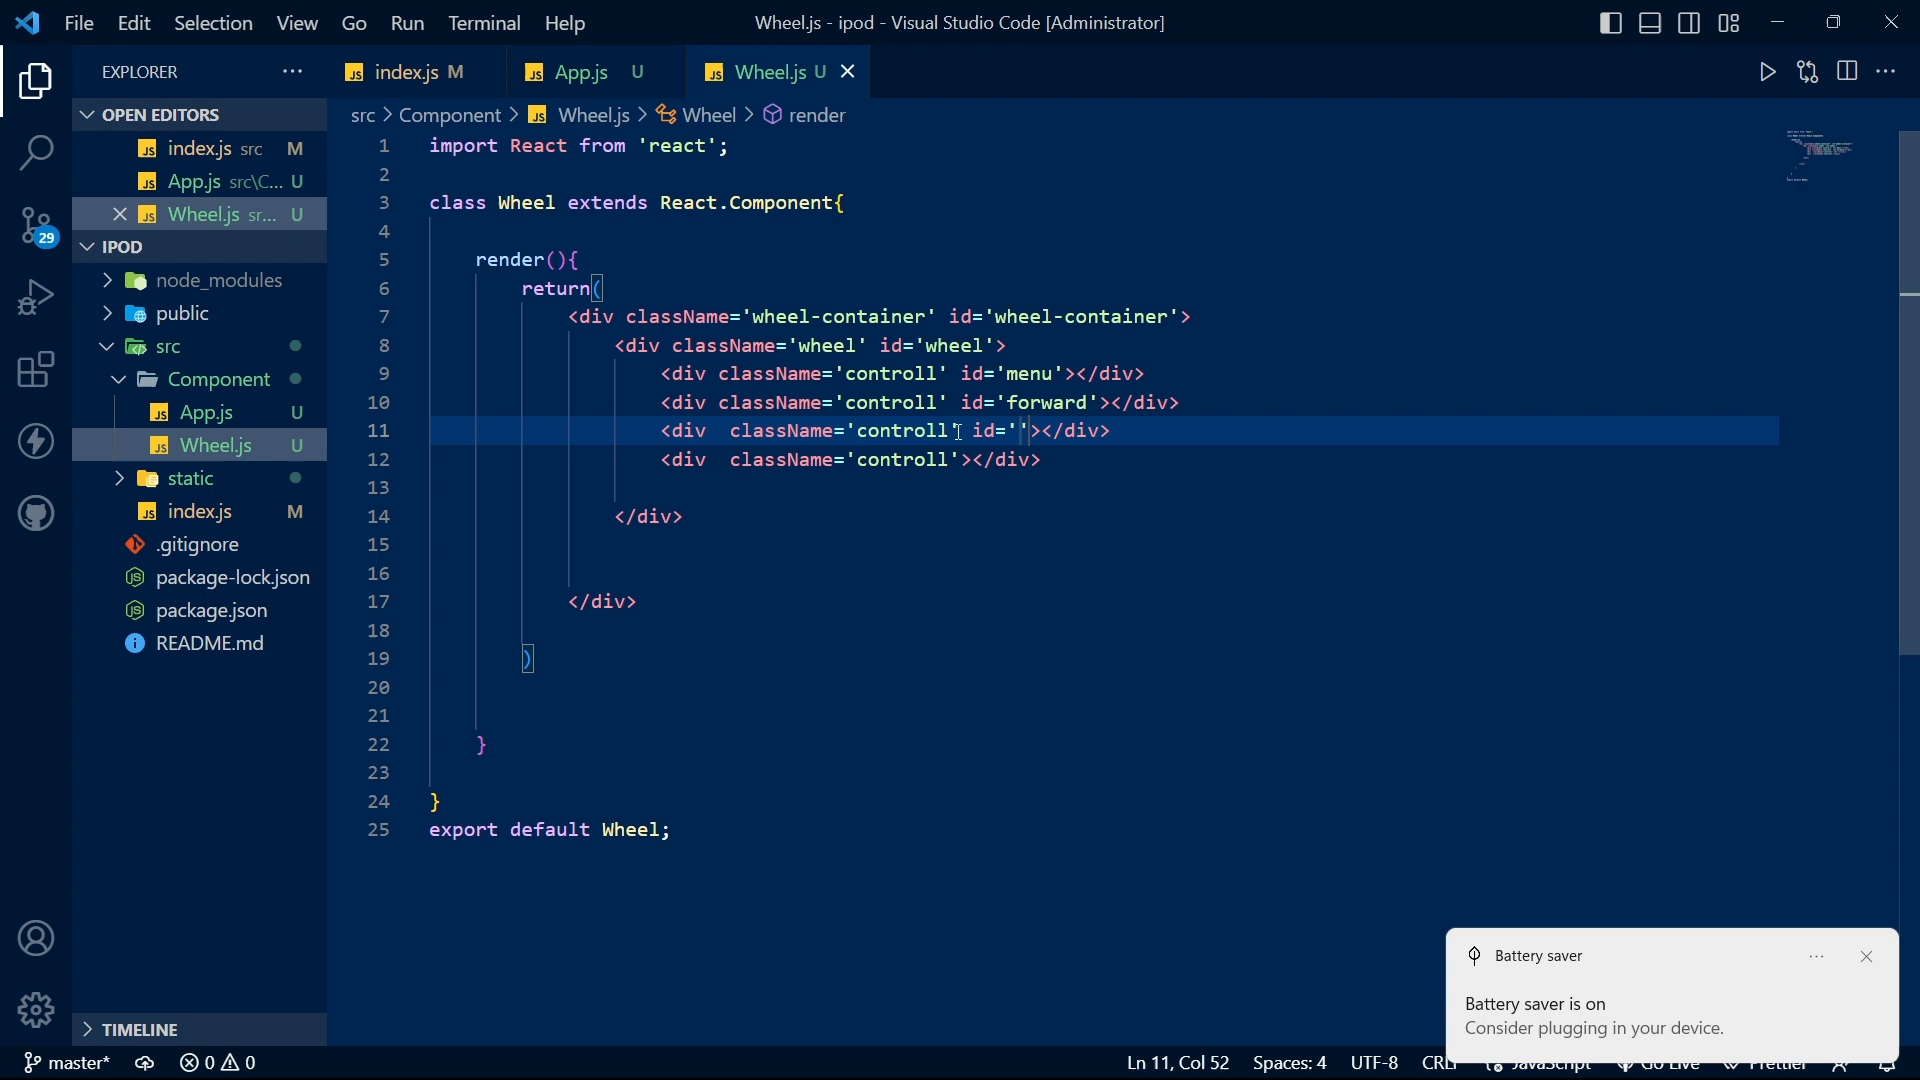 File Edit Selection View Go Run Terminal Help
Wheel.js - ipod - Visual Studio Code [Administrator]
EXPLORER
index.js M
App.js U
Wheel.js U
OPEN EDITORS
index.js src M
App.js src\C... U
Wheel.js sr... U
IPOD
node_modules
public
src
Component
App.js U
Wheel.js U
static
index.js M
.gitignore
package-lock.json
package.json
README.md
TIMELINE
29
src > Component > Wheel.js > Wheel > render
1 import React from 'react';
2
3 class Wheel extends React.Component{
4
5 render(){
6 return(
7 <div className='wheel-container' id='wheel-container'>
8 <div className='wheel' id='wheel'>
9 <div className='controll' id='menu'></div>
10 <div className='controll' id='forward'></div>
11 <div  className='controll' id=''></div>
12 <div  className='controll'></div>
13
14 </div>
15
16
17 </div>
18
19 )
20
21
22 }
23
24 }
25 export default Wheel;
Battery saver
Battery saver is on
Consider plugging in your device.
master* 0 0
Ln 11, Col 52 Spaces: 4 UTF-8 CRLF JavaScript Go Live Prettier